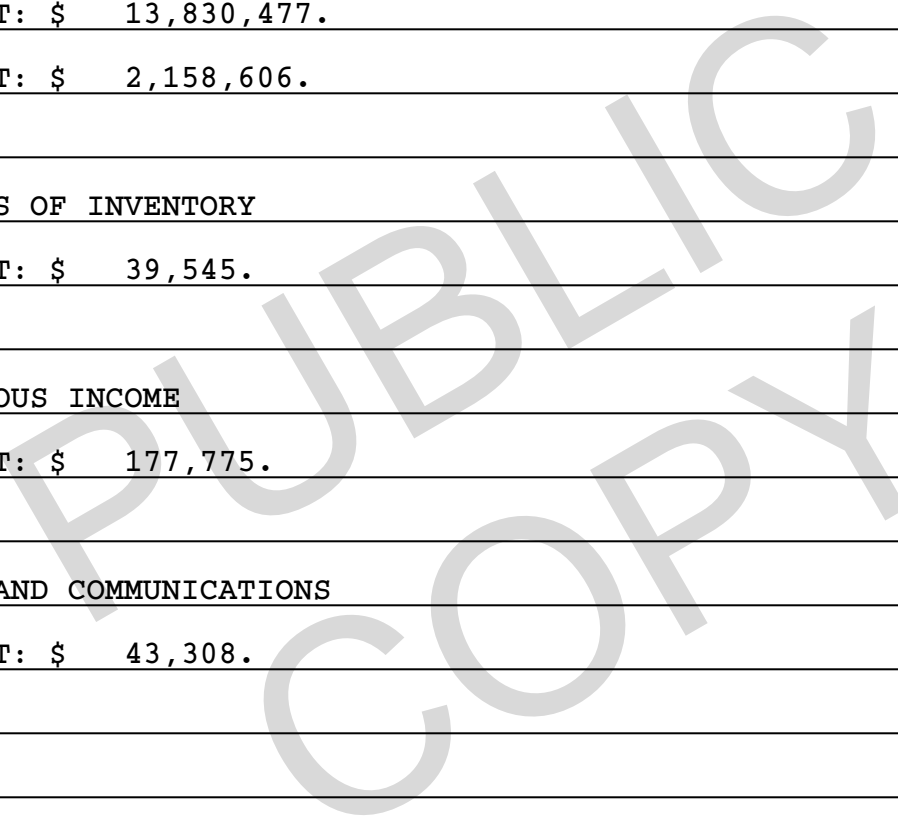 T: $ 13,830,477.
T: $ 2,158,606.
S OF INVENTORY
T: $ 39,545.
OUS INCOME
T: $ 177,775.
AND COMMUNICATIONS
T: $ 43,308.
PUBLIC
COPY